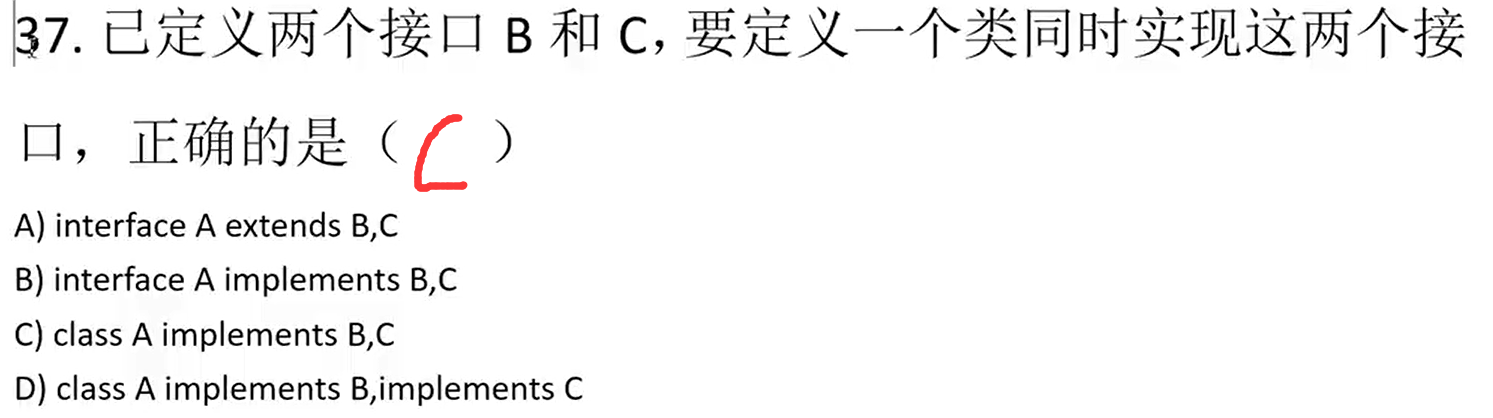 37. 已定义两个接口 B 和 C, 要定义一个类同时实现这两个接
口，正确的是（C）
A) interface A extends B,C
B) interface A implements B,C
C) class A implements B,C
D) class A implements B,implements C